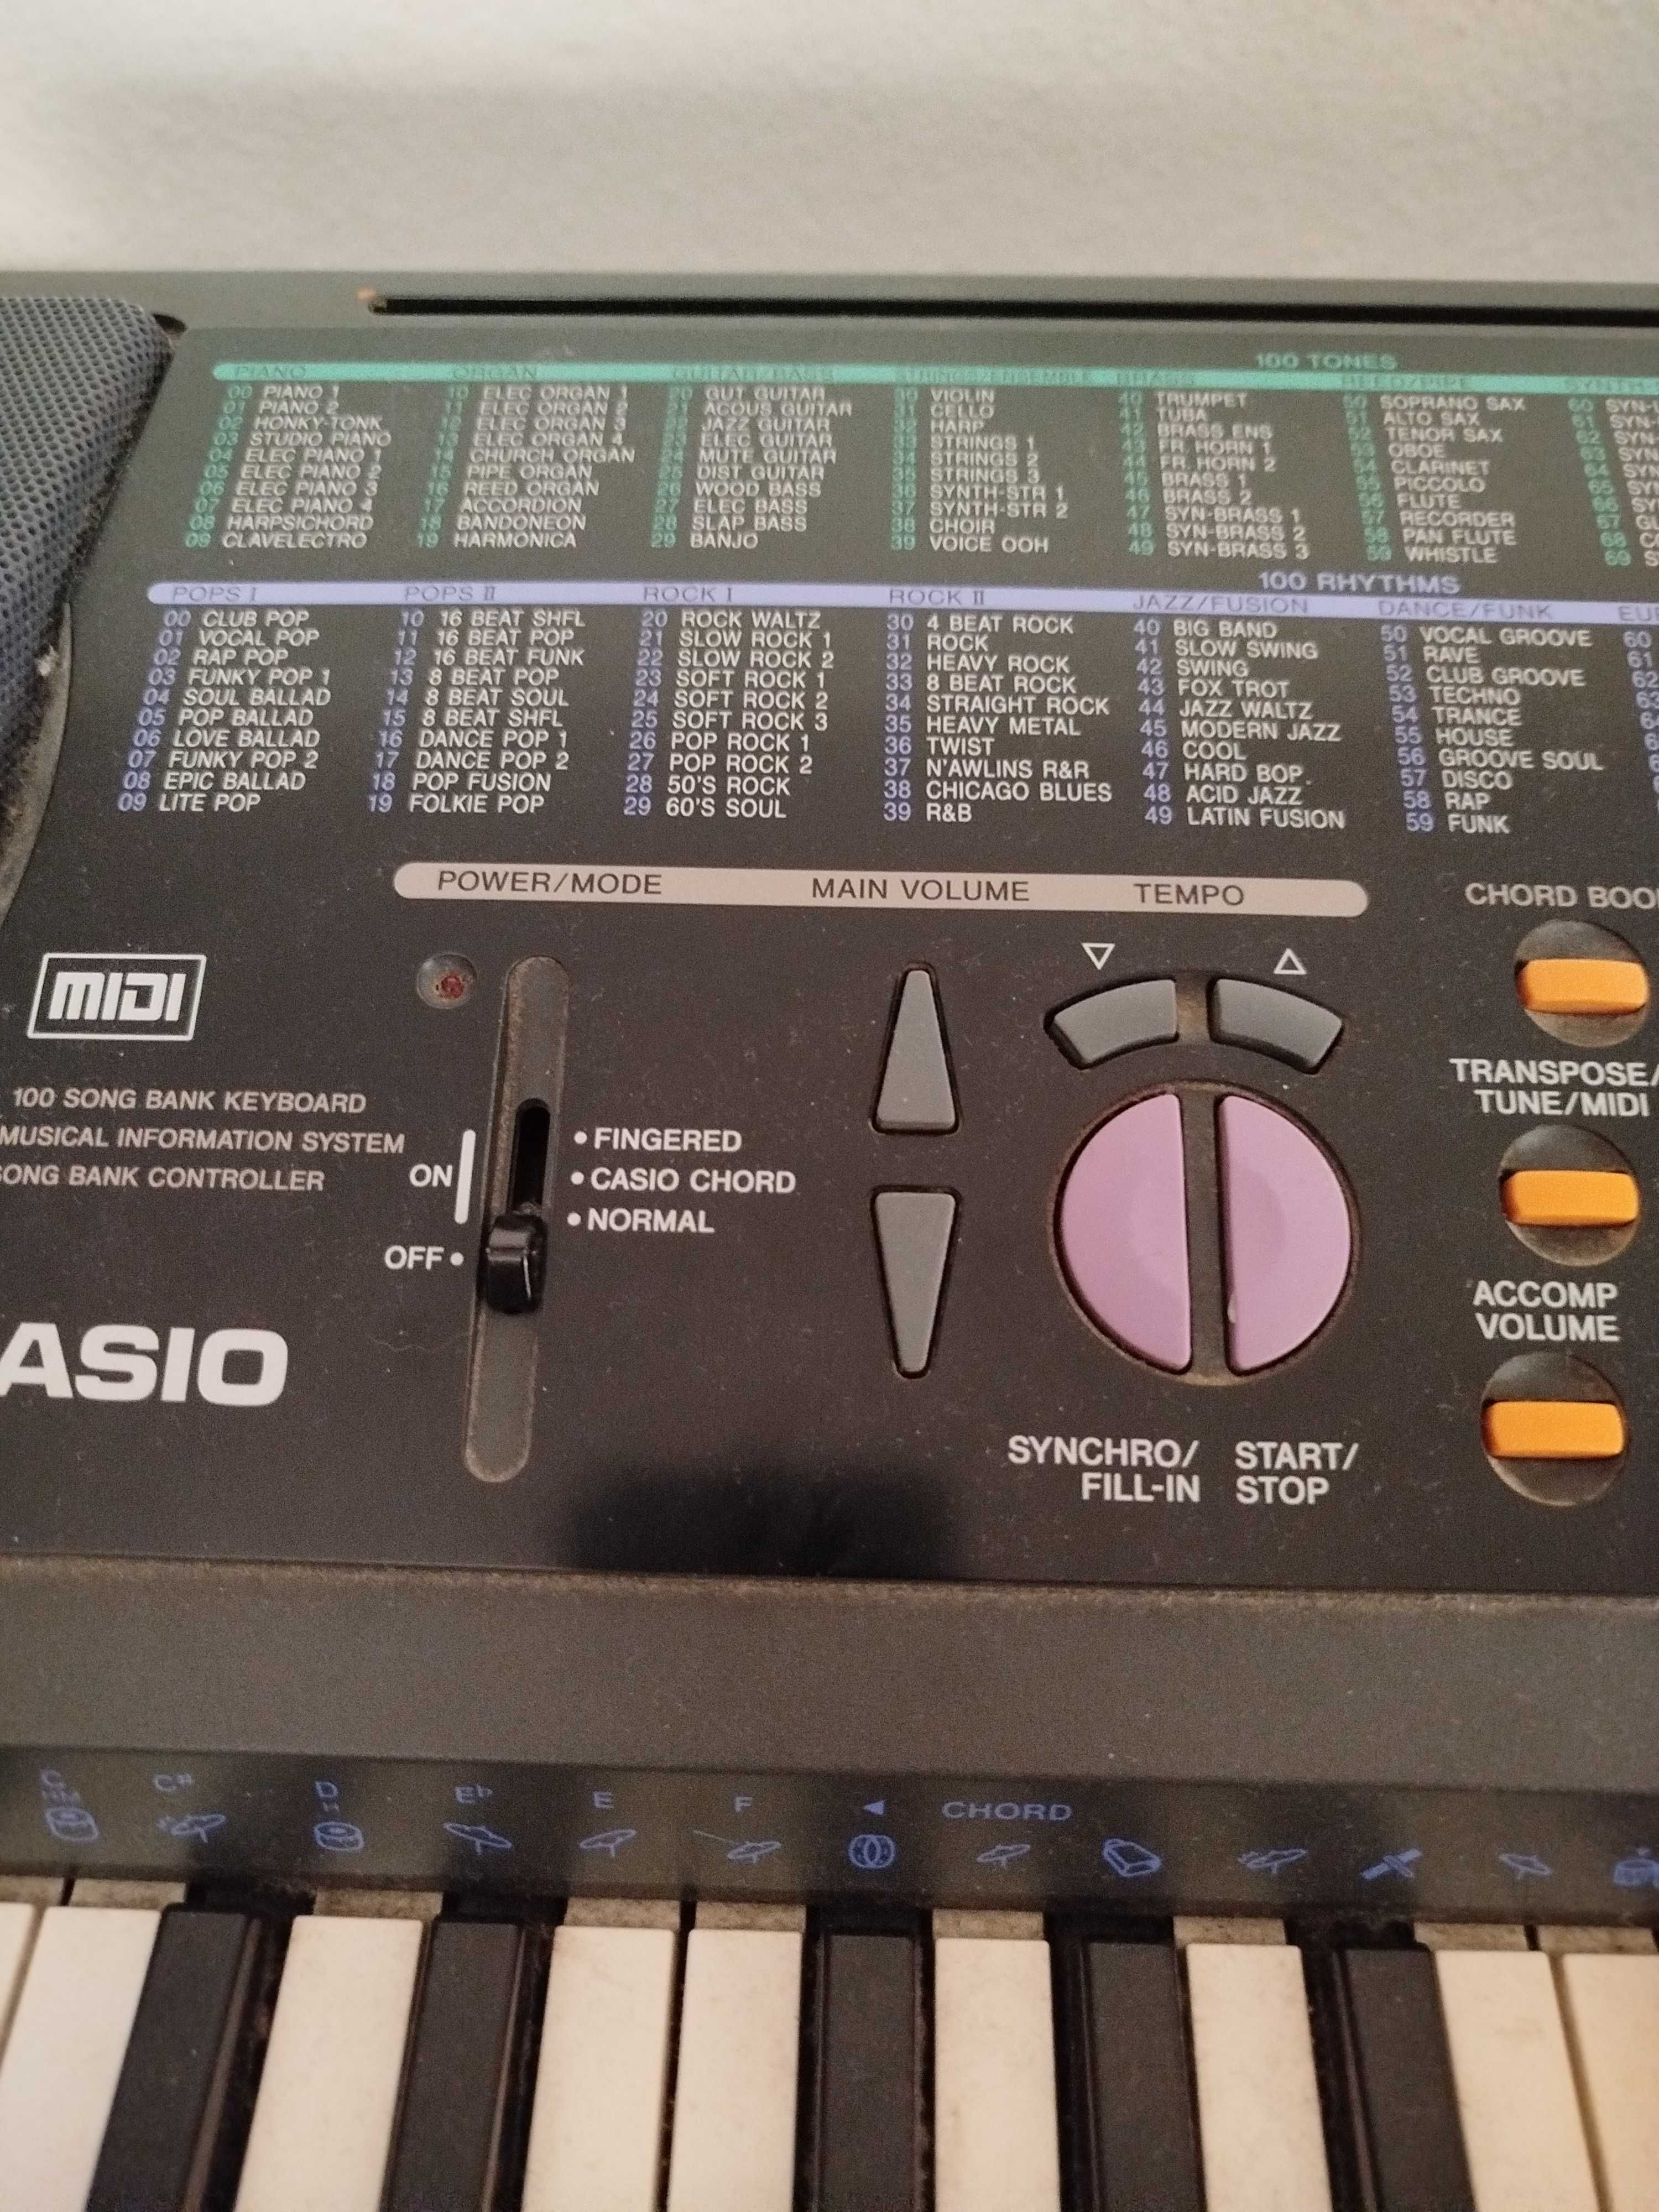 100 TONES
PIANO ORGAN GUITAR/BASS STRINGS/ENSEMBLE BRASS REED/PIPE
00 PIANO 1 10 ELEC ORGAN 1 20 GUT GUITAR 30 VIOLIN 40 TRUMPET 50 SOPRANO SAX 60
01 PIANO 2 11 ELEC ORGAN 2 21 ACOUS GUITAR 31 CELLO 41 TUBA 51 ALTO SAX 61
02 HONKY-TONK 12 ELEC ORGAN 3 22 JAZZ GUITAR 32 HARP 42 BRASS ENS 52 TENOR SAX 62
03 STUDIO PIANO 13 ELEC ORGAN 4 23 ELEC GUITAR 33 STRINGS 1 43 FR. HORN 1 53 OBOE 63
04 ELEC PIANO 1 14 CHURCH ORGAN 24 MUTE GUITAR 34 STRINGS 2 44 FR. HORN 2 54 CLARINET 64
05 ELEC PIANO 2 15 PIPE ORGAN 25 DIST GUITAR 35 STRINGS 3 45 BRASS 1 55 PICCOLO 65
06 ELEC PIANO 3 16 REED ORGAN 26 WOOD BASS 36 SYNTH-STR 1 46 BRASS 2 56 FLUTE 66
07 ELEC PIANO 4 17 ACCORDION 27 ELEC BASS 37 SYNTH-STR 2 47 SYN-BRASS 1 57 RECORDER 67
08 HARPSICHORD 18 BANDONEON 28 SLAP BASS 38 CHOIR 48 SYN-BRASS 2 58 PAN FLUTE 68
09 CLAVELECTRO 19 HARMONICA 29 BANJO 39 VOICE OOH 49 SYN-BRASS 3 59 WHISTLE 69
100 RHYTHMS
POPS I POPS II ROCK I ROCK II JAZZ/FUSION DANCE/FUNK
00 CLUB POP 10 16 BEAT SHFL 20 ROCK WALTZ 30 4 BEAT ROCK 40 BIG BAND 50 VOCAL GROOVE 60
01 VOCAL POP 11 16 BEAT POP 21 SLOW ROCK 1 31 ROCK 41 SLOW SWING 51 RAVE 61
02 RAP POP 12 16 BEAT FUNK 22 SLOW ROCK 2 32 HEAVY ROCK 42 SWING 52 CLUB GROOVE 62
03 FUNKY POP 1 13 8 BEAT POP 23 SOFT ROCK 1 33 8 BEAT ROCK 43 FOX TROT 53 TECHNO
04 SOUL BALLAD 14 8 BEAT SOUL 24 SOFT ROCK 2 34 STRAIGHT ROCK 44 JAZZ WALTZ 54 TRANCE
05 POP BALLAD 15 8 BEAT SHFL 25 SOFT ROCK 3 35 HEAVY METAL 45 MODERN JAZZ 55 HOUSE
06 LOVE BALLAD 16 DANCE POP 1 26 POP ROCK 1 36 TWIST 46 COOL 56 GROOVE SOUL
07 FUNKY POP 2 17 DANCE POP 2 27 POP ROCK 2 37 N'AWLINS R&R 47 HARD BOP 57 DISCO
08 EPIC BALLAD 18 POP FUSION 28 50'S ROCK 38 CHICAGO BLUES 48 ACID JAZZ 58 RAP
09 LITE POP 19 FOLKIE POP 29 60'S SOUL 39 R&B 49 LATIN FUSION 59 FUNK
POWER/MODE MAIN VOLUME TEMPO
CHORD BOO
MIDI
100 SONG BANK KEYBOARD
MUSICAL INFORMATION SYSTEM
SONG BANK CONTROLLER
ON
OFF •
• FINGERED
• CASIO CHORD
• NORMAL
TRANSPOSE/
TUNE/MIDI
ACCOMP
VOLUME
ASIO
SYNCHRO/
FILL-IN
START/
STOP
C C# D E♭ E F ◄ CHORD
HM H